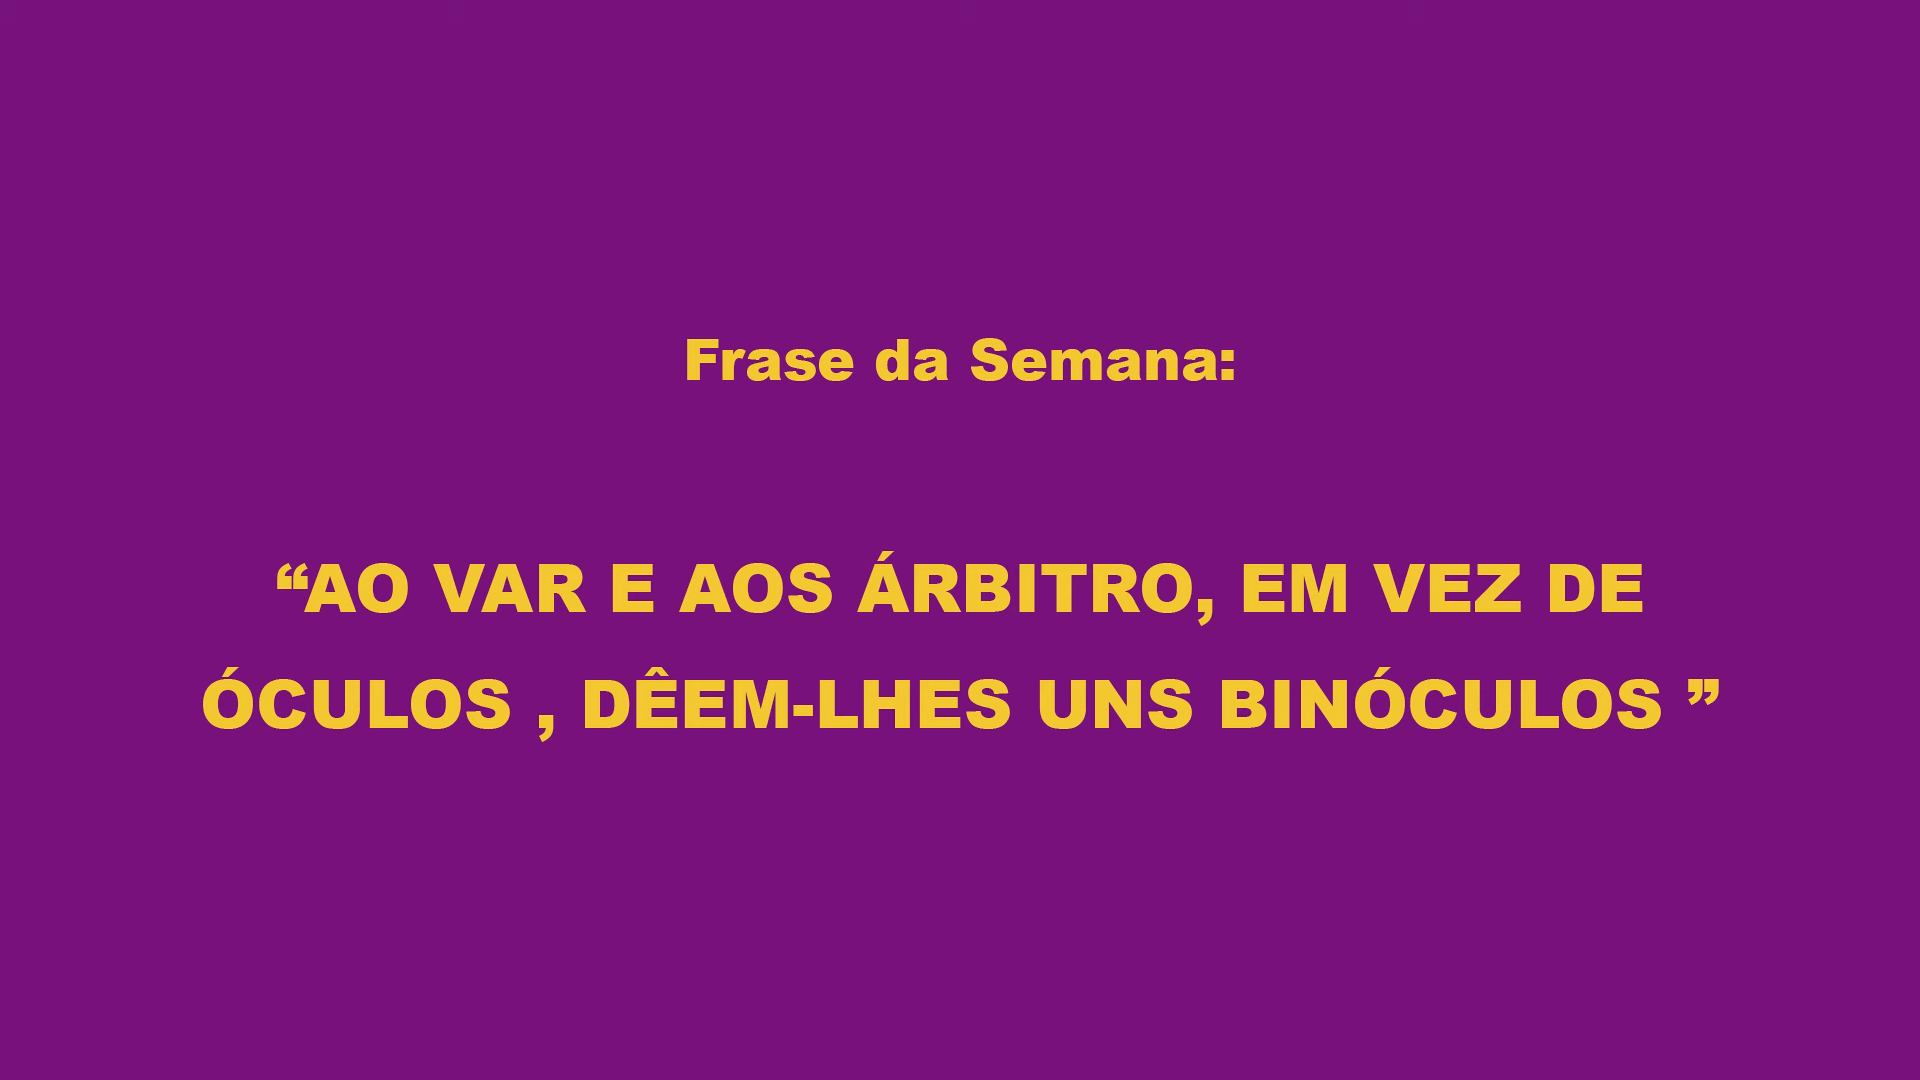 Frase da Semana:
“AO VAR E AOS ÁRBITRO, EM VEZ DE
ÓCULOS , DÊEM-LHES UNS BINÓCULOS ”